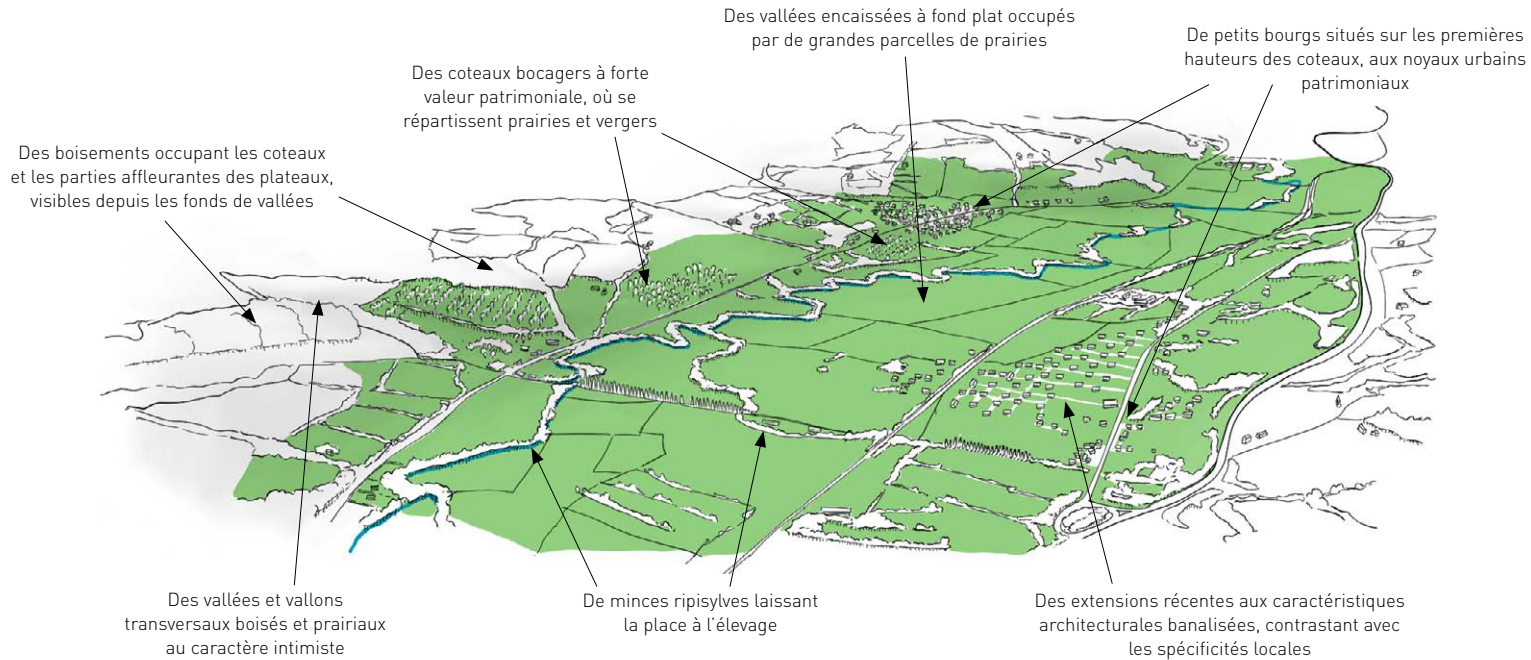 Des vallées encaissées à fond plat occupés
par de grandes parcelles de prairies
De petits bourgs situés sur les premières
hauteurs des coteaux, aux noyaux urbains
patrimoniaux
Des coteaux bocagers à forte
valeur patrimoniale, où se
répartissent prairies et vergers
Des boisements occupant les coteaux
et les parties affleurantes des plateaux,
visibles depuis les fonds de vallées
Des vallées et vallons
transversaux boisés et prairiaux
au caractère intimiste
De minces ripisylves laissant
la place à l'élevage
Des extensions récentes aux caractéristiques
architecturales banalisées, contrastant avec
les spécificités locales